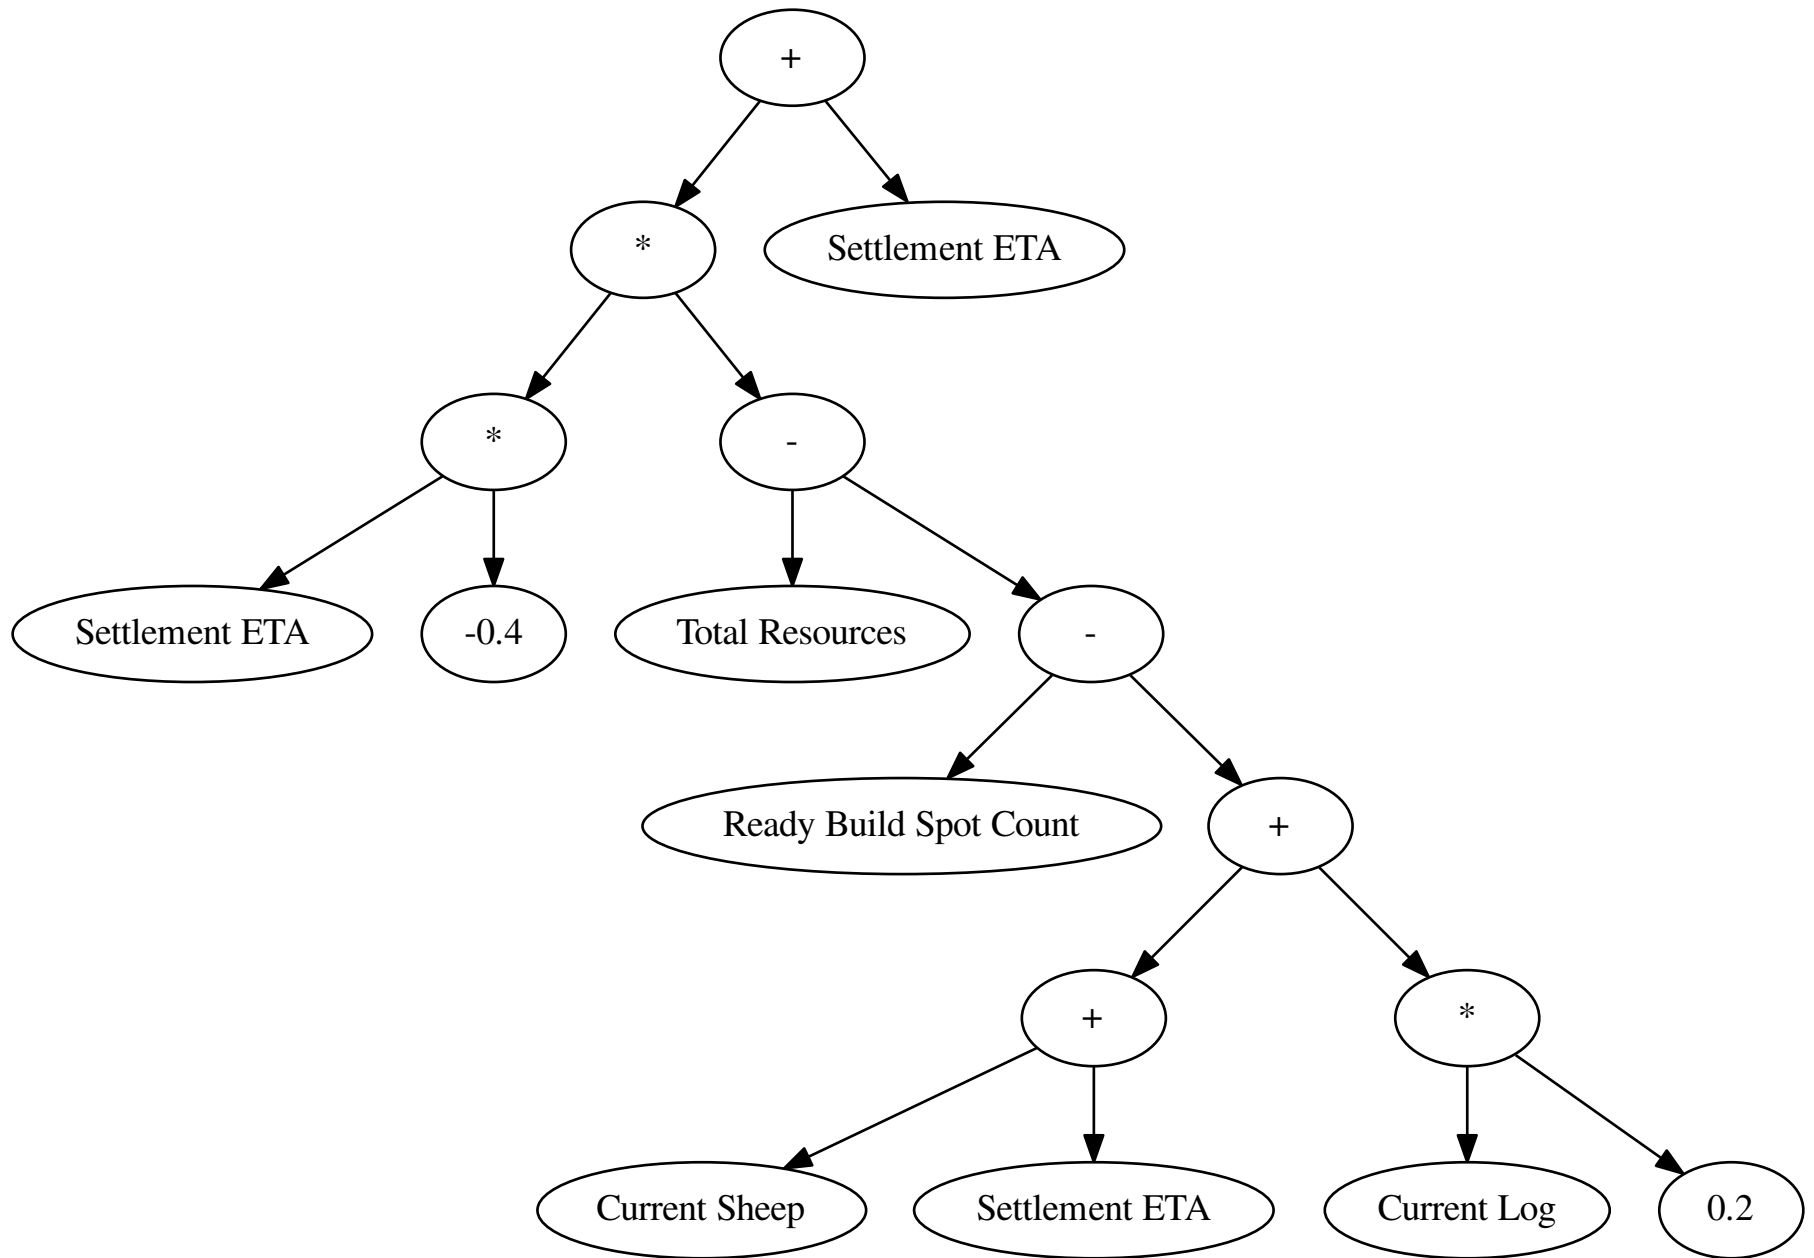 +
*
Settlement ETA
*
-
Settlement ETA
-0.4
Total Resources
-
Ready Build Spot Count
+
+
*
Current Sheep
Settlement ETA
Current Log
0.2